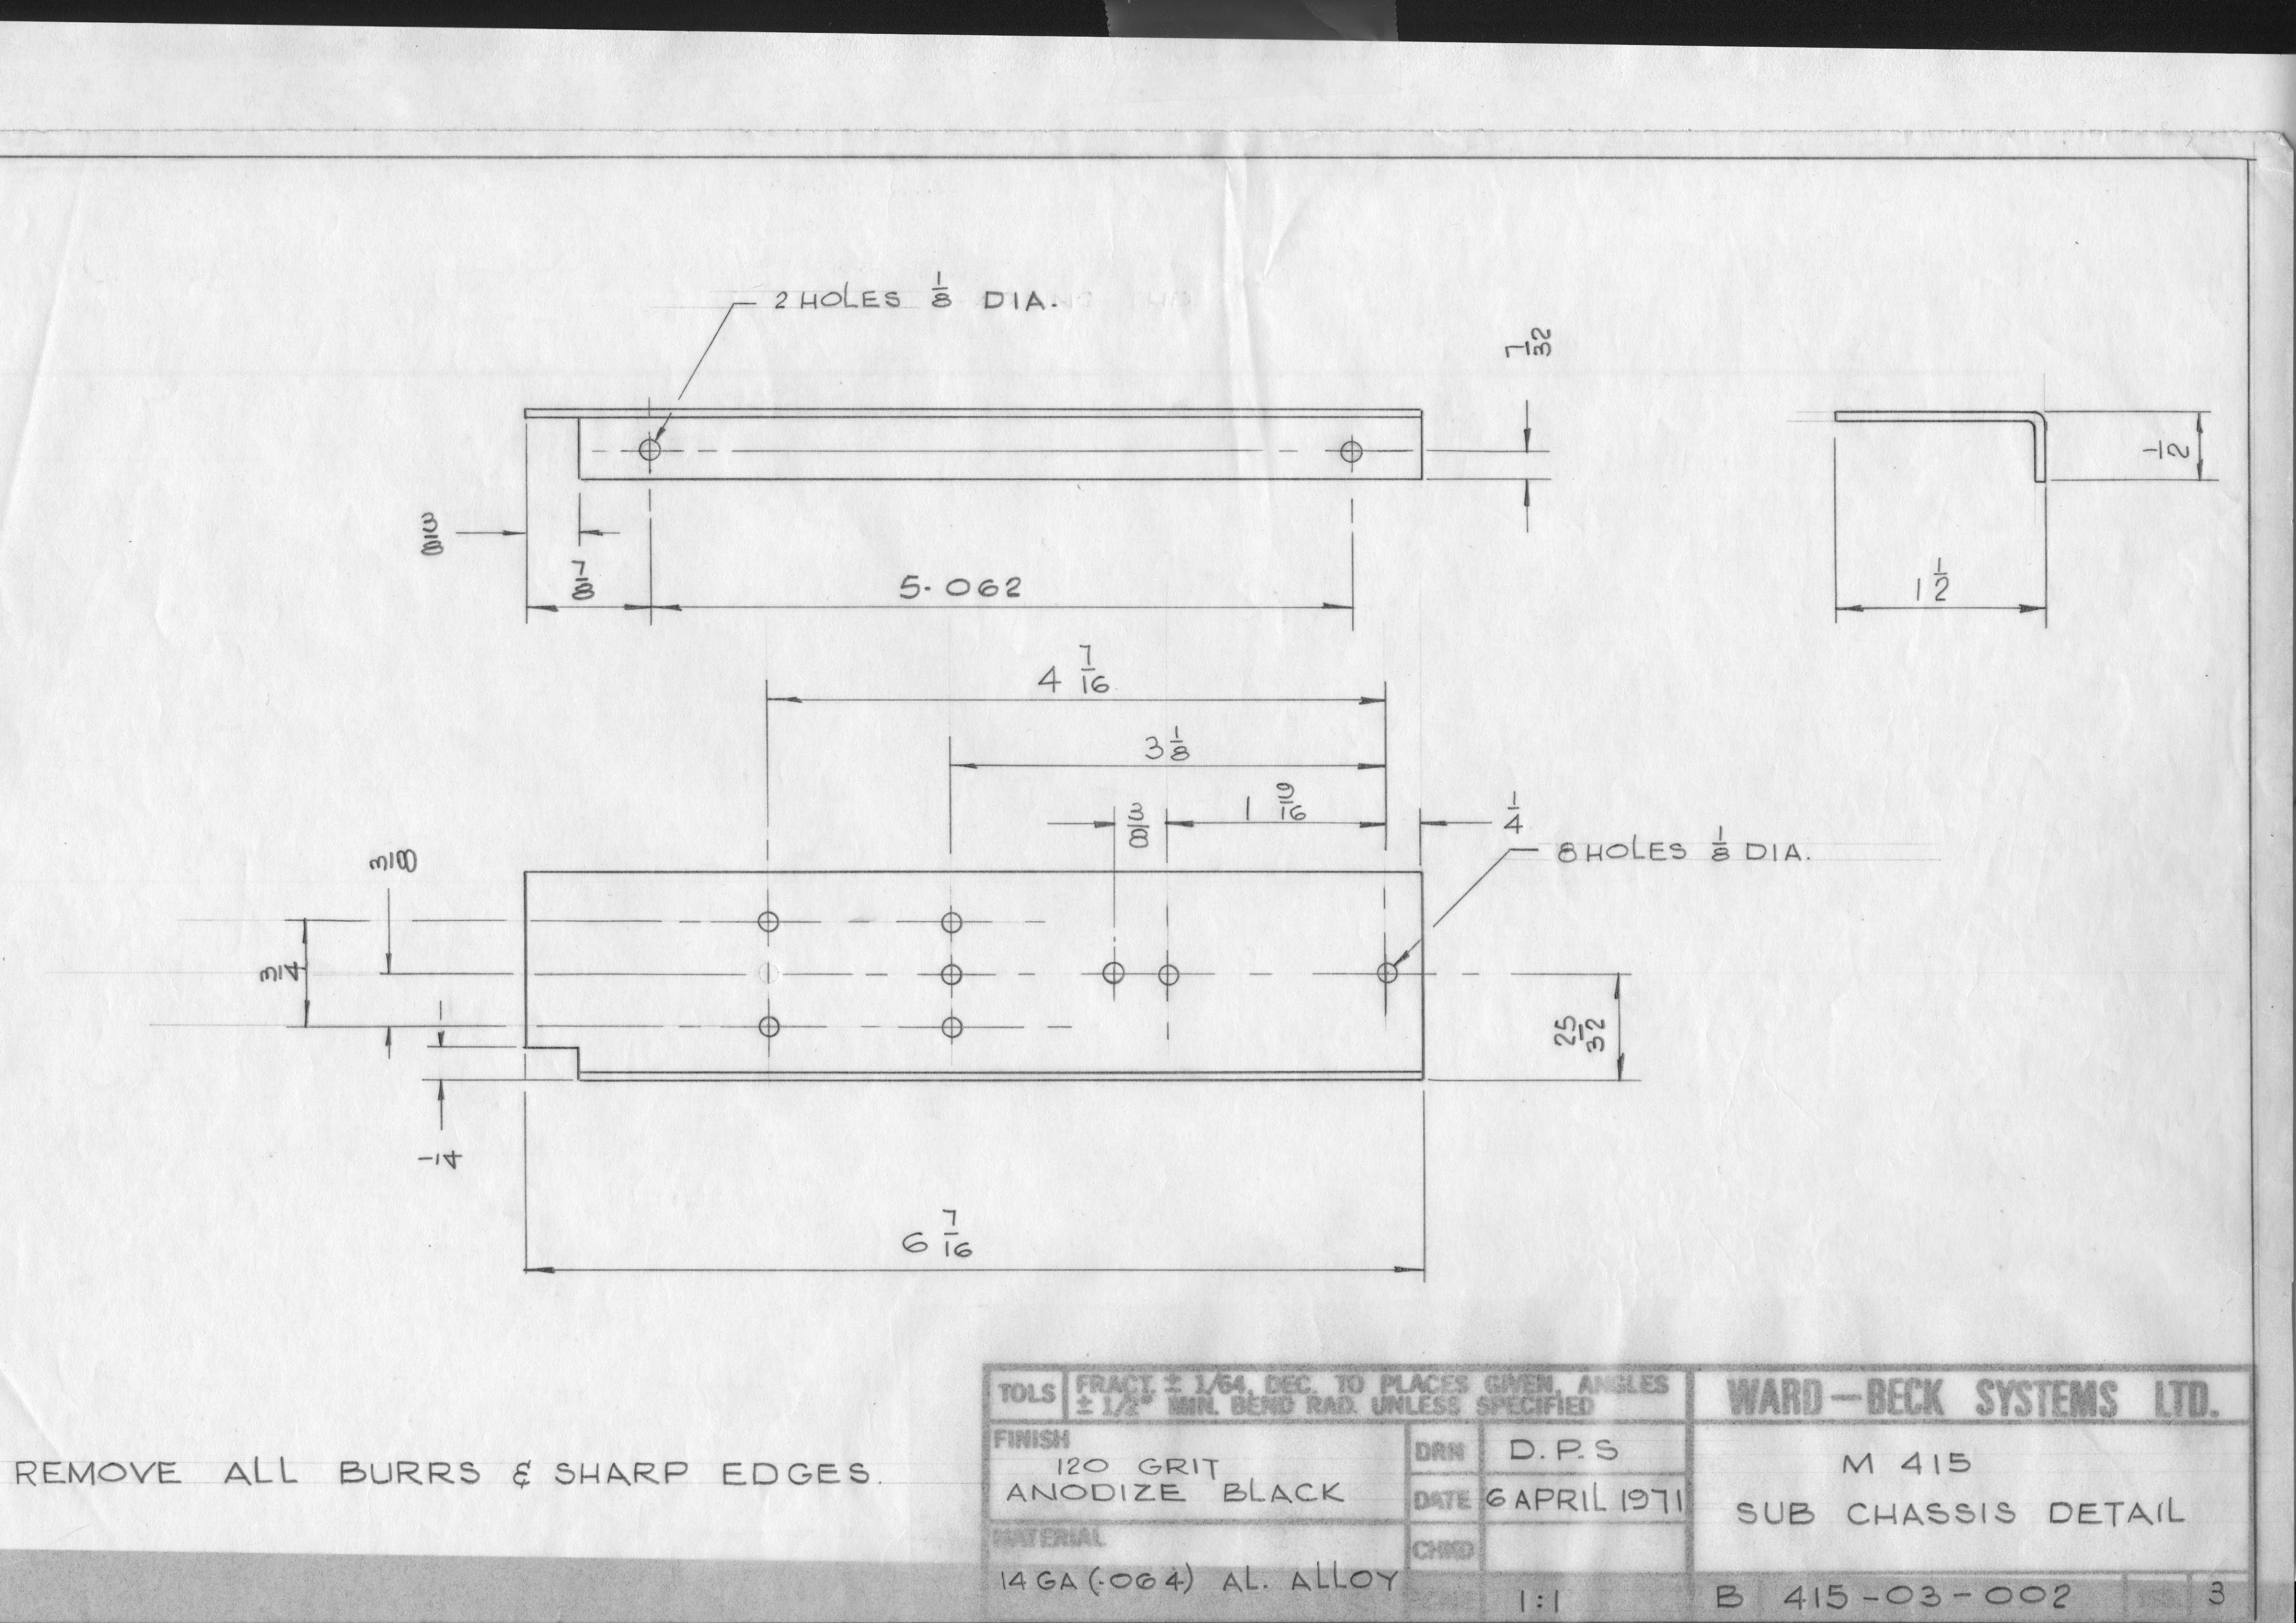 2 HOLES 1/8 DIA.
7/32
1/2
3/8
7/8
5.062
1 1/2
4 7/16
3 1/8
3/8
1 9/16
1/4
8 HOLES 1/8 DIA.
3/8
3/4
25/32
1/4
6 7/16
REMOVE ALL BURRS & SHARP EDGES.
TOLS
FRACT. ± 1/64, DEC. TO PLACES GIVEN, ANGLES
± 1/2° MIN. BEND RAD. UNLESS SPECIFIED
WARD-BECK SYSTEMS LTD.
FINISH
120 GRIT
ANODIZE BLACK
DRN D.P.S
DATE 6 APRIL 1971
CHKD
M 415
SUB CHASSIS DETAIL
MATERIAL
14 GA (.064) AL. ALLOY
1:1
B 415-03-002
3